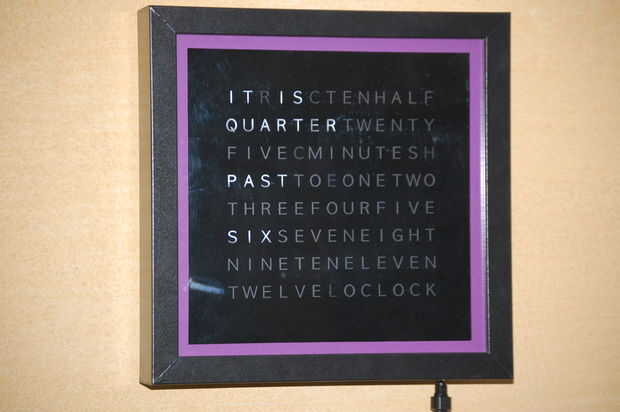 ITRISCTENHALF
QUARTERTWENTY
FIVECMINUTESH
PASTTOEONETWO
THREEFOURFIVE
SIXSEVENEIGHT
NINETENELEVEN
TWELVELOCLOCK